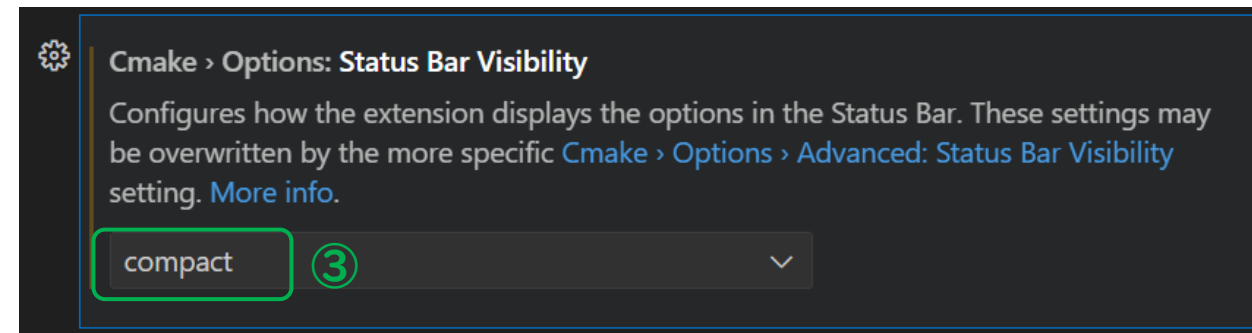 Cmake › Options: Status Bar Visibility
Configures how the extension displays the options in the Status Bar. These settings may
be overwritten by the more specific Cmake › Options › Advanced: Status Bar Visibility
setting. More info.
compact ③